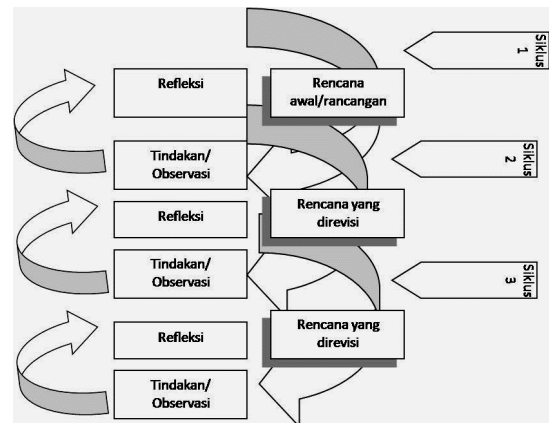 Siklus
1
Refleksi
Rencana
awal/rancangan
Tindakan/
Observasi
Siklus
2
Refleksi
Rencana yang
direvisi
Tindakan/
Observasi
Siklus
3
Refleksi
Rencana yang
direvisi
Tindakan/
Observasi